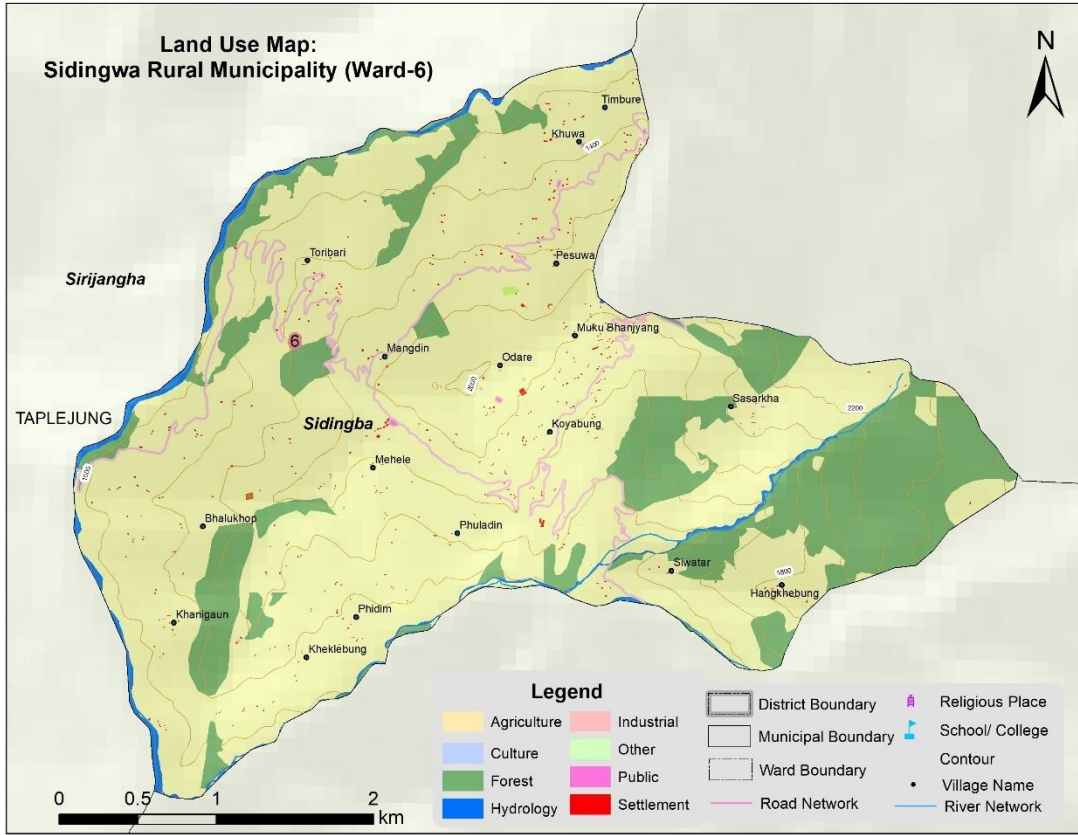 Land Use Map:
Sidingwa Rural Municipality (Ward-6)
N
Timbure
Khuwa
1400
Toribari
Pesuwa
Sirijangha
6
Muku Bhanjyang
Mangdin
Odare
2000
Sasarkha
2200
TAPLEJUNG
Sidingba
Koyabung
Mehele
1000
Bhalukhop
Phuladin
Siwatar
1800
Hangkhebung
Khanigaun
Phidim
Kheklebung
Legend
Agriculture
Culture
Forest
Hydrology
Industrial
Other
Public
Settlement
District Boundary
Municipal Boundary
Ward Boundary
Road Network
Religious Place
School/ College
Contour
Village Name
River Network
0 0.5 1 2
km